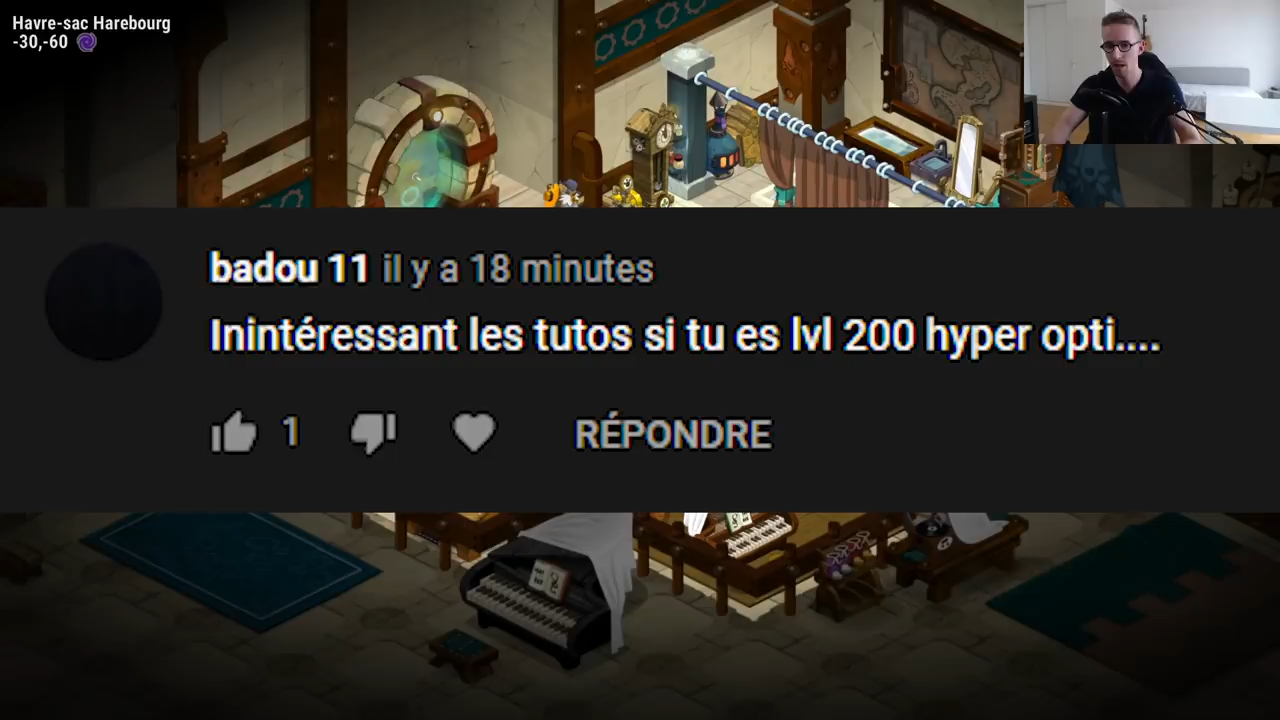 Havre-sac Harebourg
-30,-60
badou 11 il y a 18 minutes
Inintéressant les tutos si tu es lvl 200 hyper opti....
1
RÉPONDRE